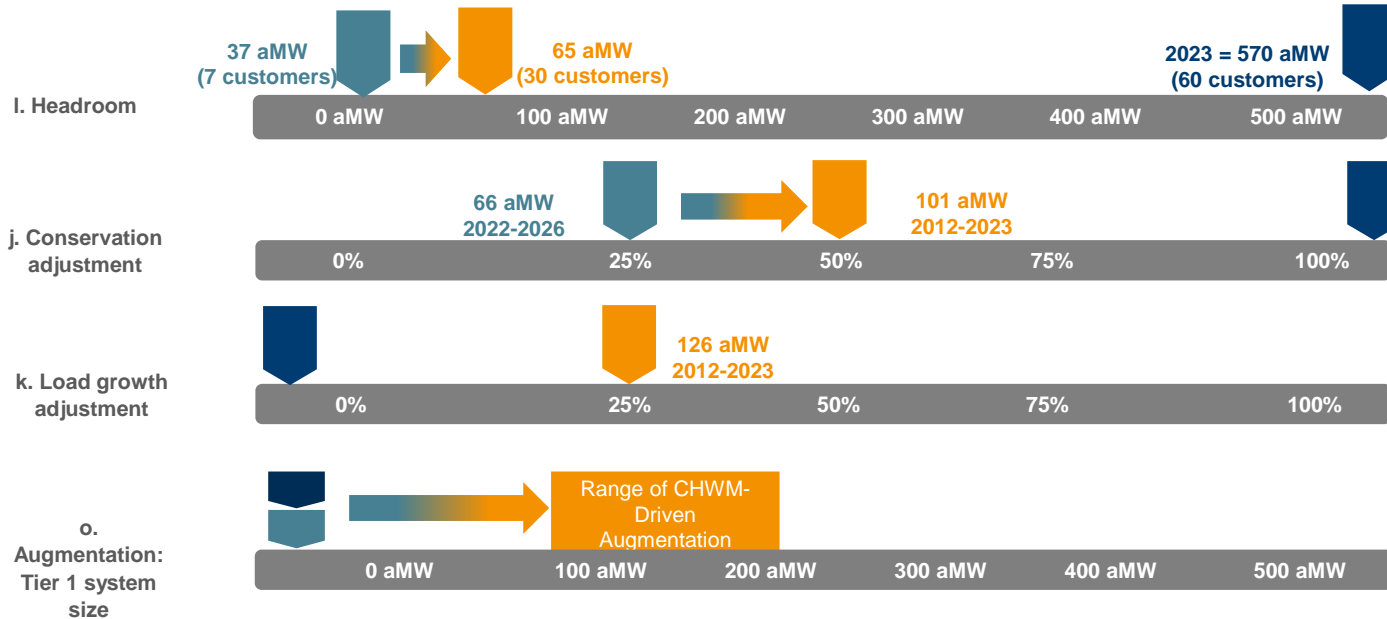 37 aMW
(7 customers)
65 aMW
(30 customers)
2023 = 570 aMW
(60 customers)
l. Headroom
0 aMW 100 aMW 200 aMW 300 aMW 400 aMW 500 aMW
66 aMW
2022-2026
101 aMW
2012-2023
j. Conservation
adjustment
0% 25% 50% 75% 100%
126 aMW
2012-2023
k. Load growth
adjustment
0% 25% 50% 75% 100%
Range of CHWM-
Driven
Augmentation
o.
Augmentation:
Tier 1 system
size
0 aMW 100 aMW 200 aMW 300 aMW 400 aMW 500 aMW